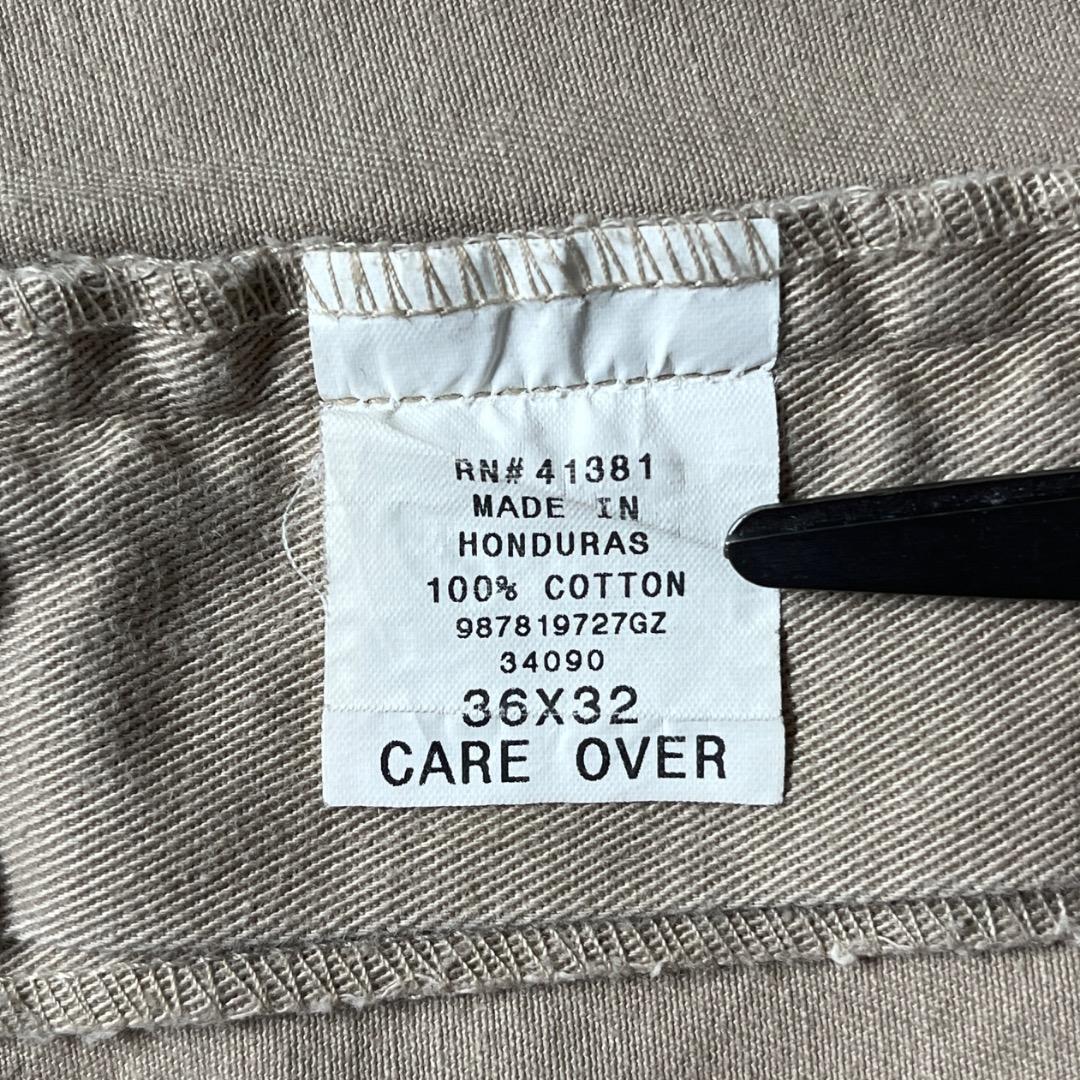 RN# 41381
MADE IN
HONDURAS
100% COTTON
987819727GZ
34090
36X32
CARE OVER